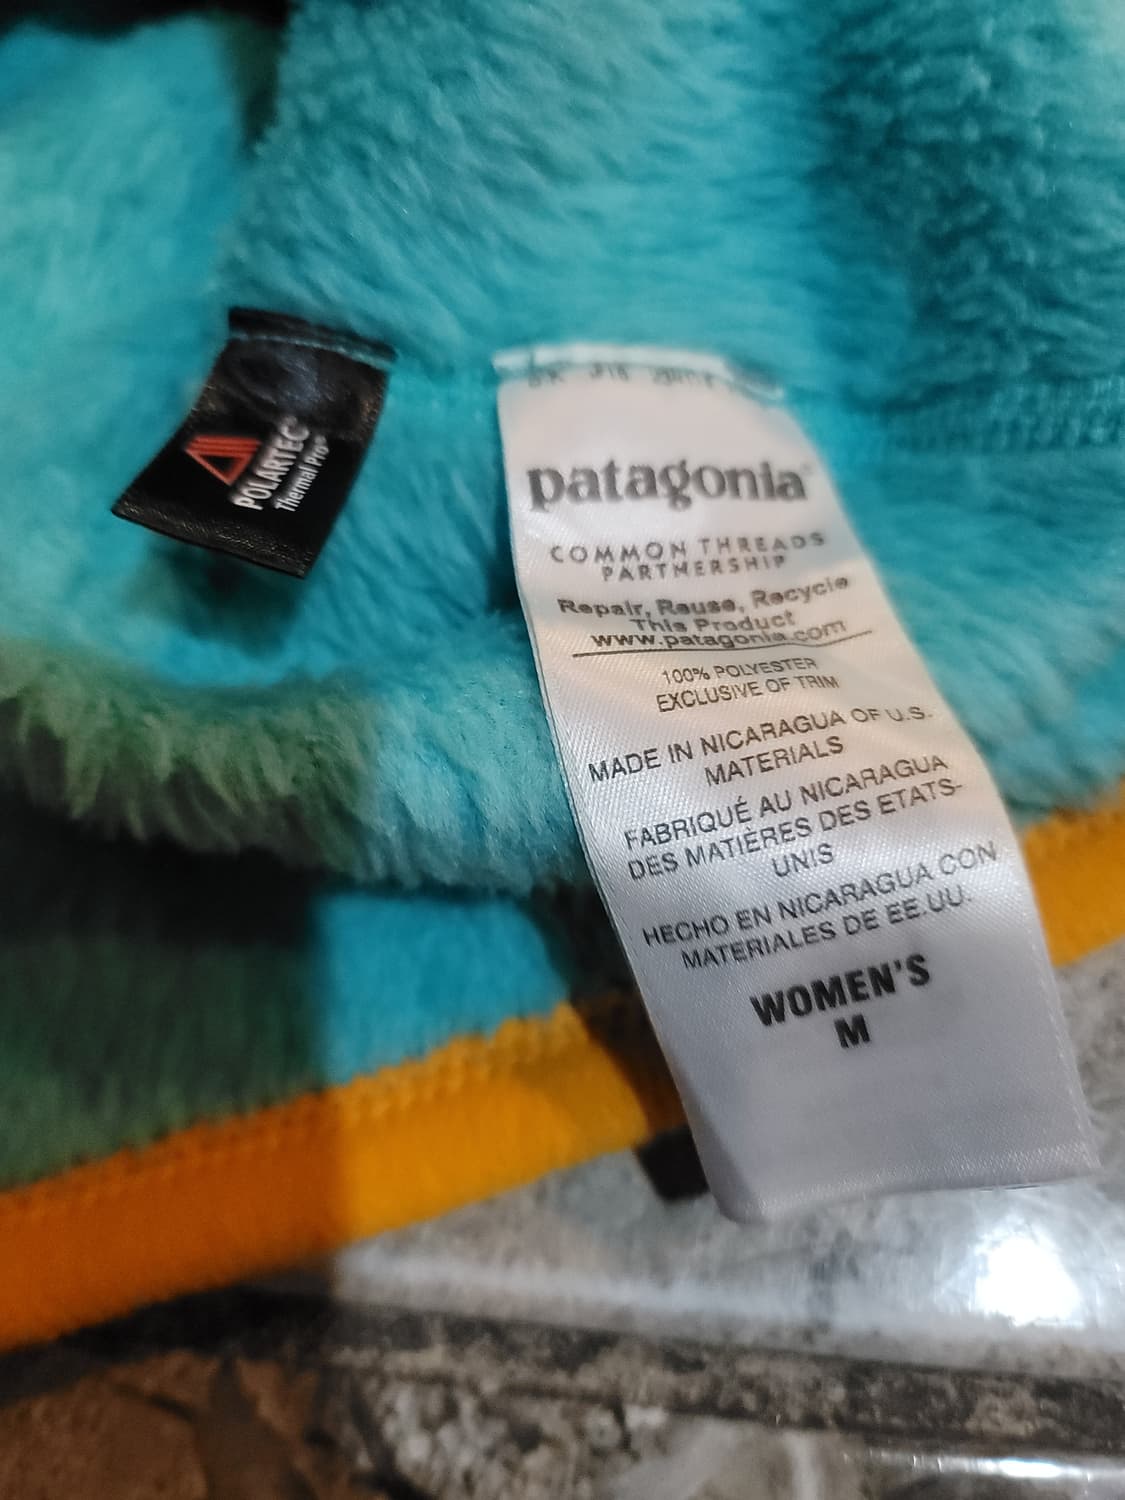 POLARTEC®
Thermal Pro®
patagonia®
COMMON THREADS
PARTNERSHIP
Repair, Reuse, Recycle
This Product
www.patagonia.com
100% POLYESTER
EXCLUSIVE OF TRIM
MADE IN NICARAGUA OF U.S.
MATERIALS
FABRIQUÉ AU NICARAGUA
DES MATIÈRES DES ETATS-
UNIS
HECHO EN NICARAGUA CON
MATERIALES DE EE.UU.
WOMEN'S
M